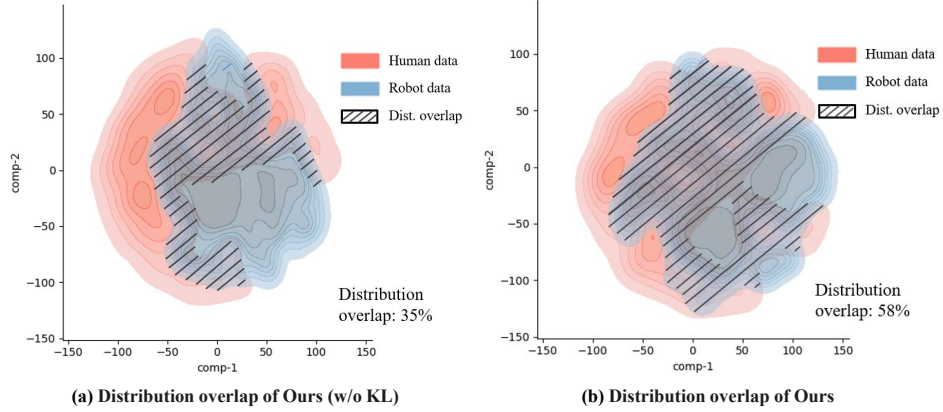 100
50
0
−50
−100
−150
−150
−100
−50
0
50
100
150
comp-2
comp-1
Human data
Robot data
Dist. overlap
Distribution
overlap: 35%
(a) Distribution overlap of Ours (w/o KL)
100
50
0
−50
−100
−150
−150
−100
−50
0
50
100
150
comp-2
comp-1
Human data
Robot data
Dist. overlap
Distribution
overlap: 58%
(b) Distribution overlap of Ours